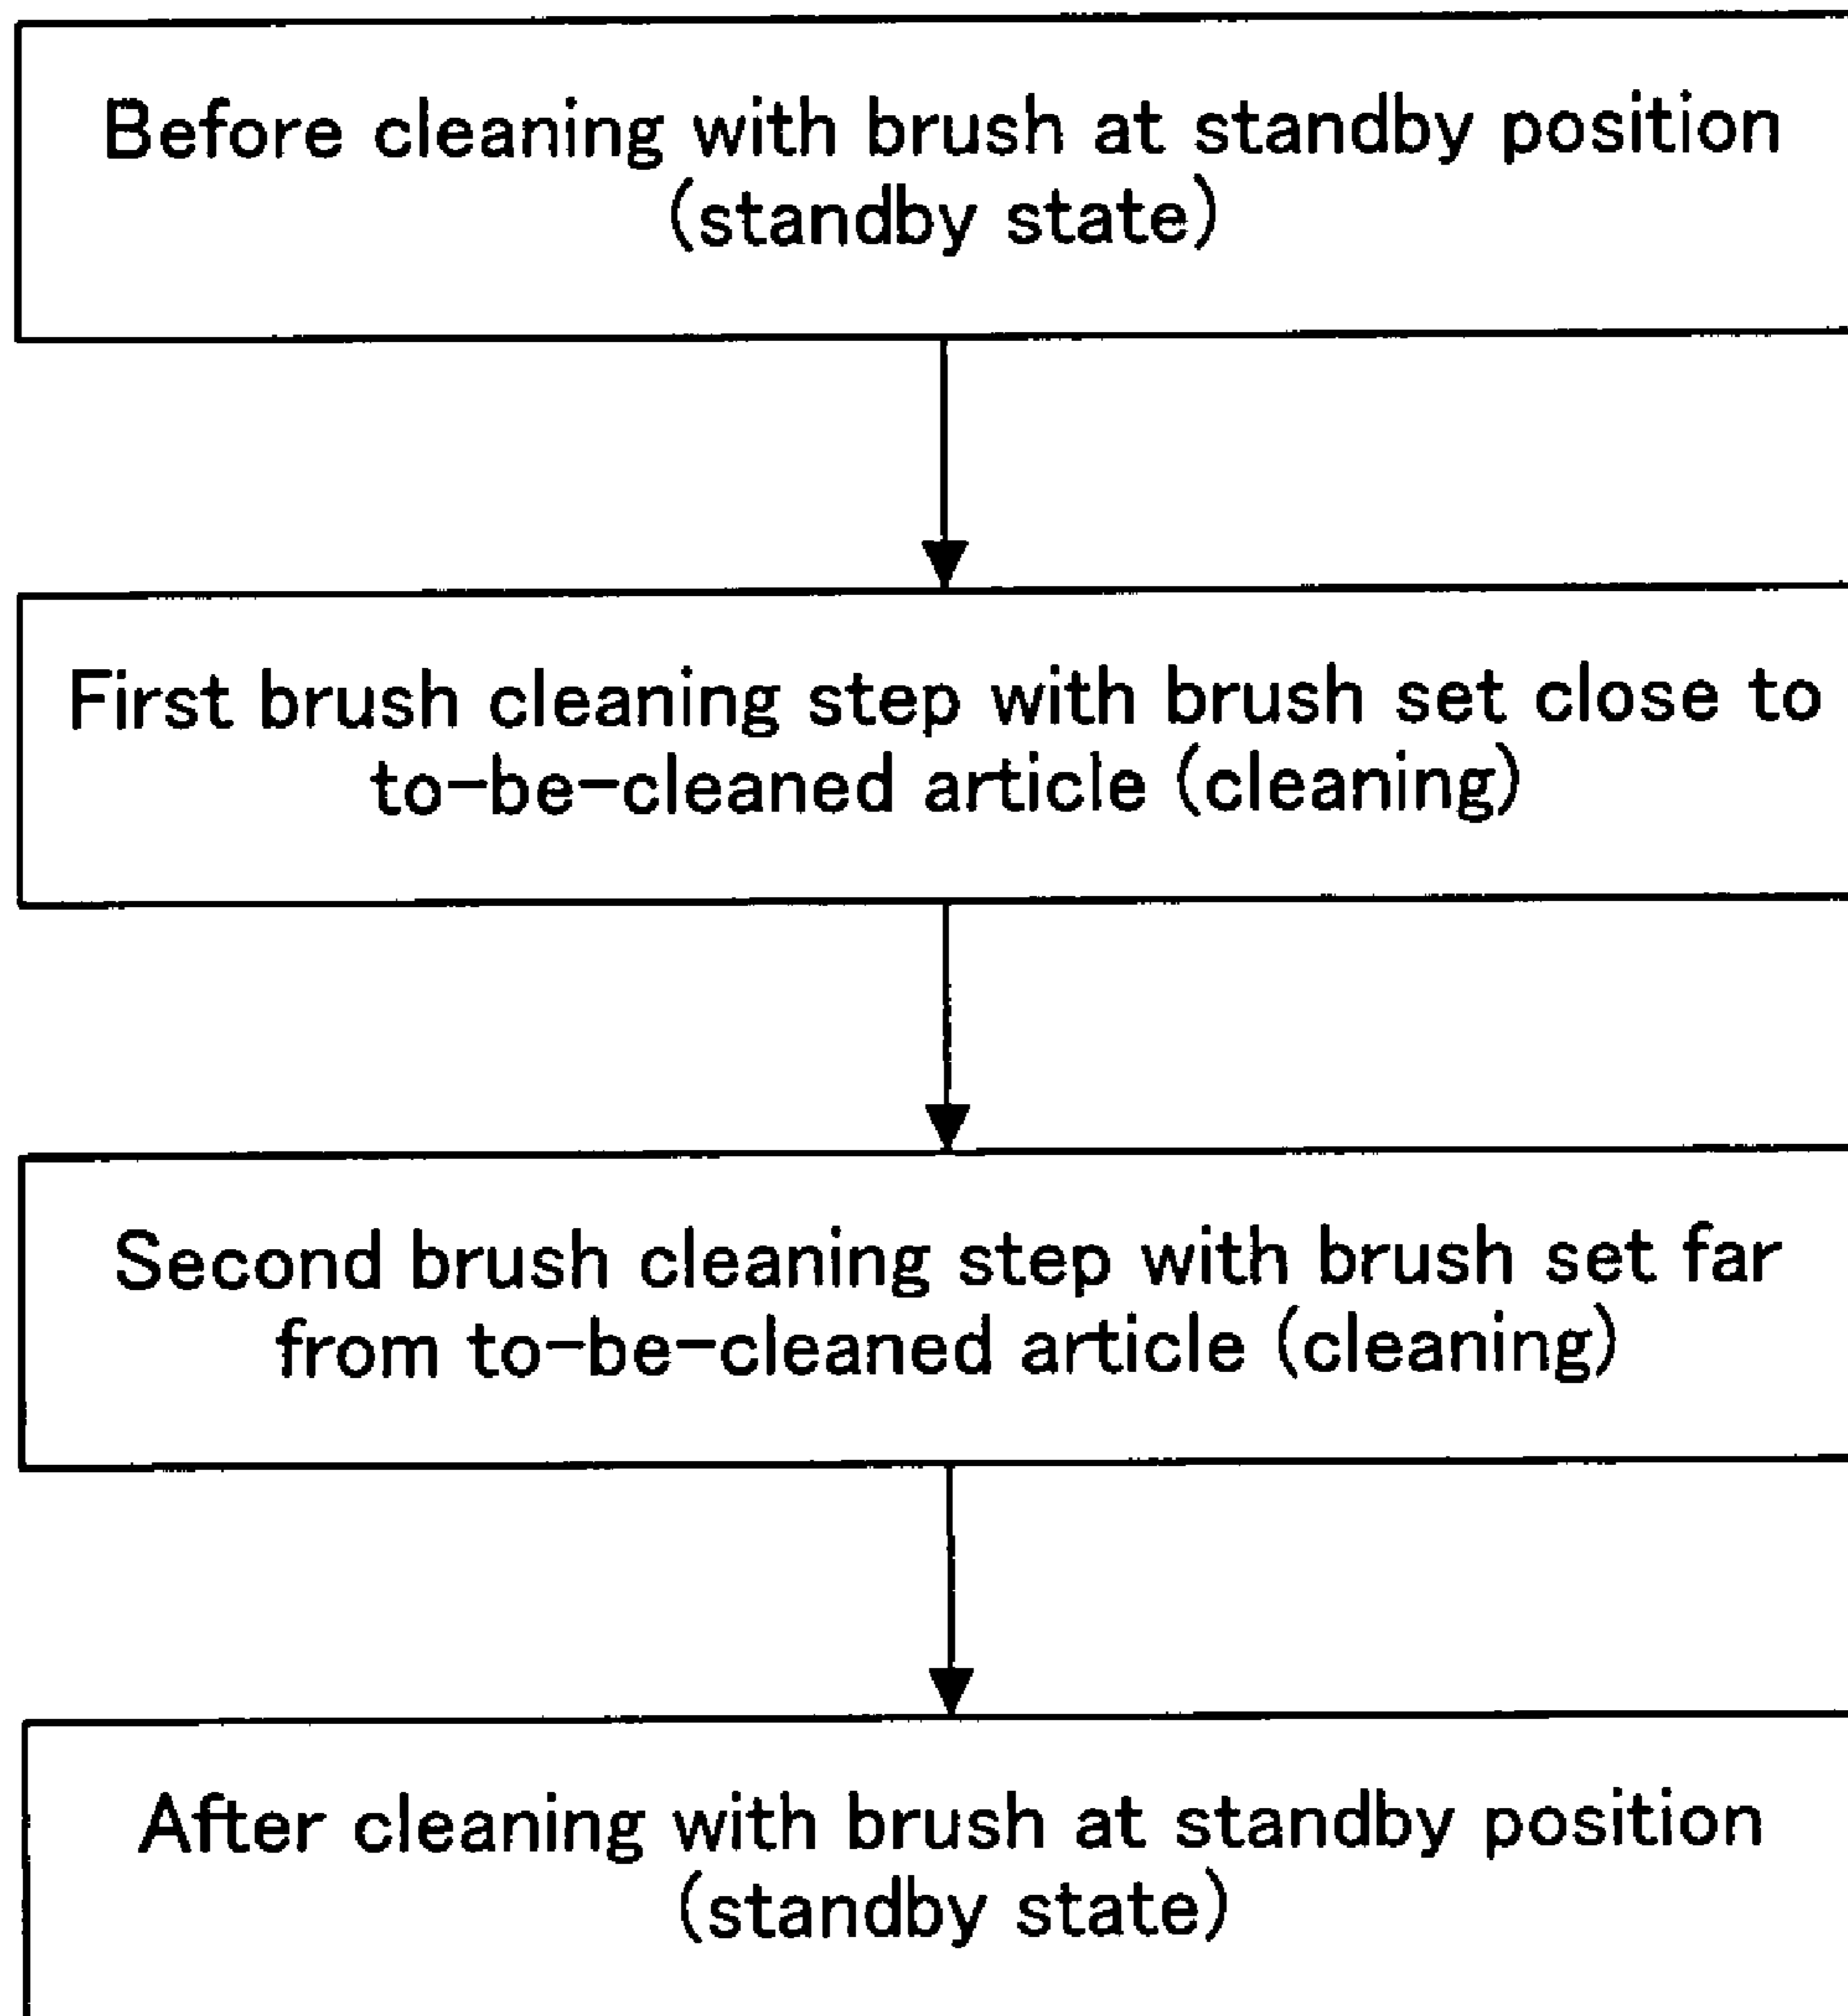 Before cleaning with brush at standby position
(standby state)
First brush cleaning step with brush set close to
to-be-cleaned article (cleaning)
Second brush cleaning step with brush set far
from to-be-cleaned article (cleaning)
After cleaning with brush at standby position
(standby state)